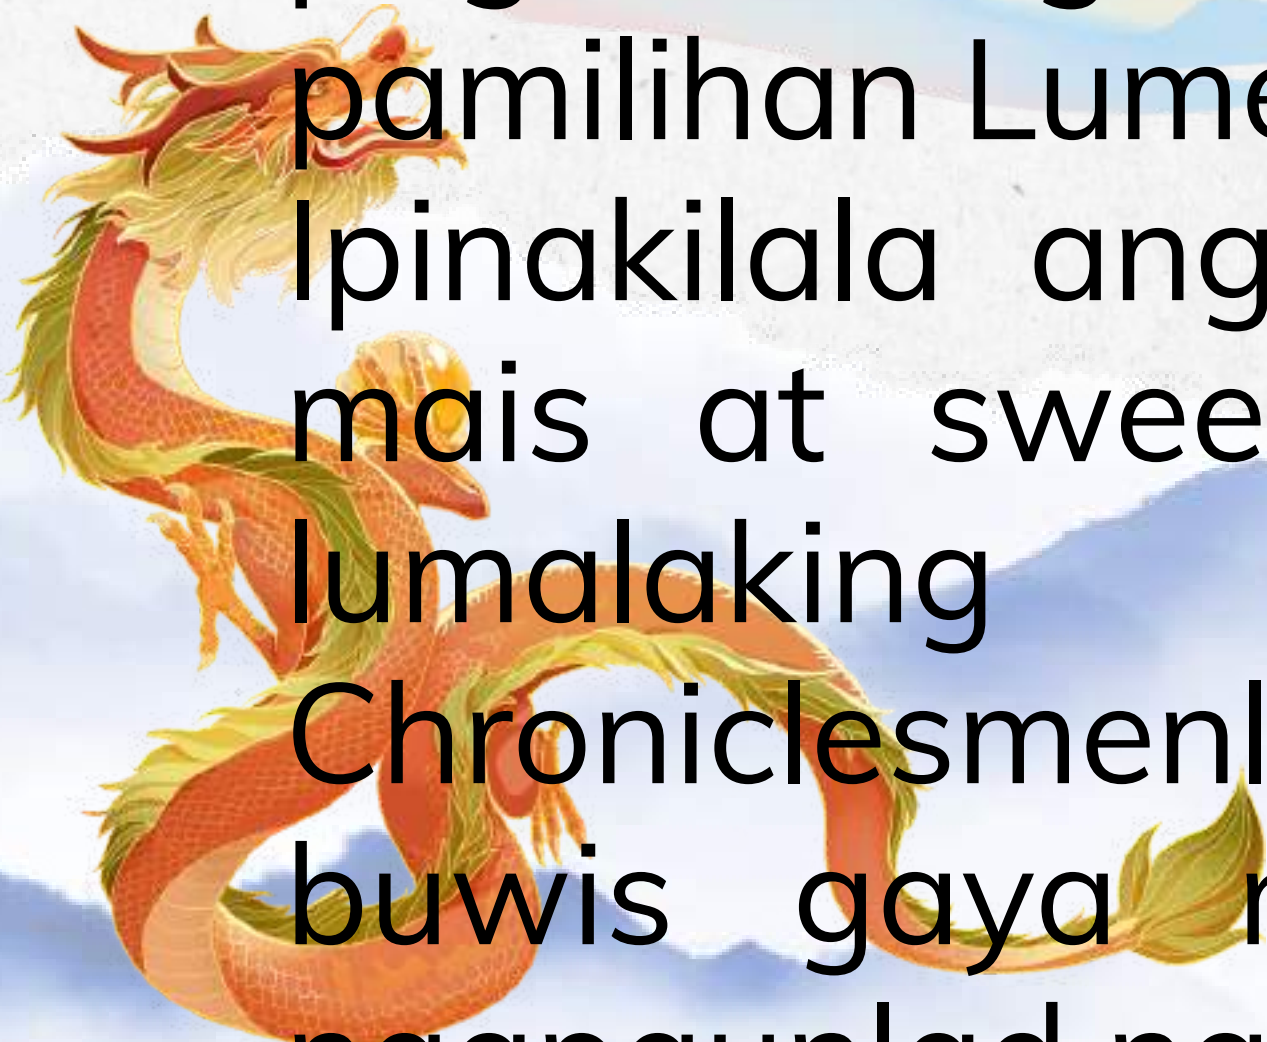 pamilihan Lume
Ipinakilala ang
mais at swee
lumalaking
Chroniclesmenl
buwis gaya